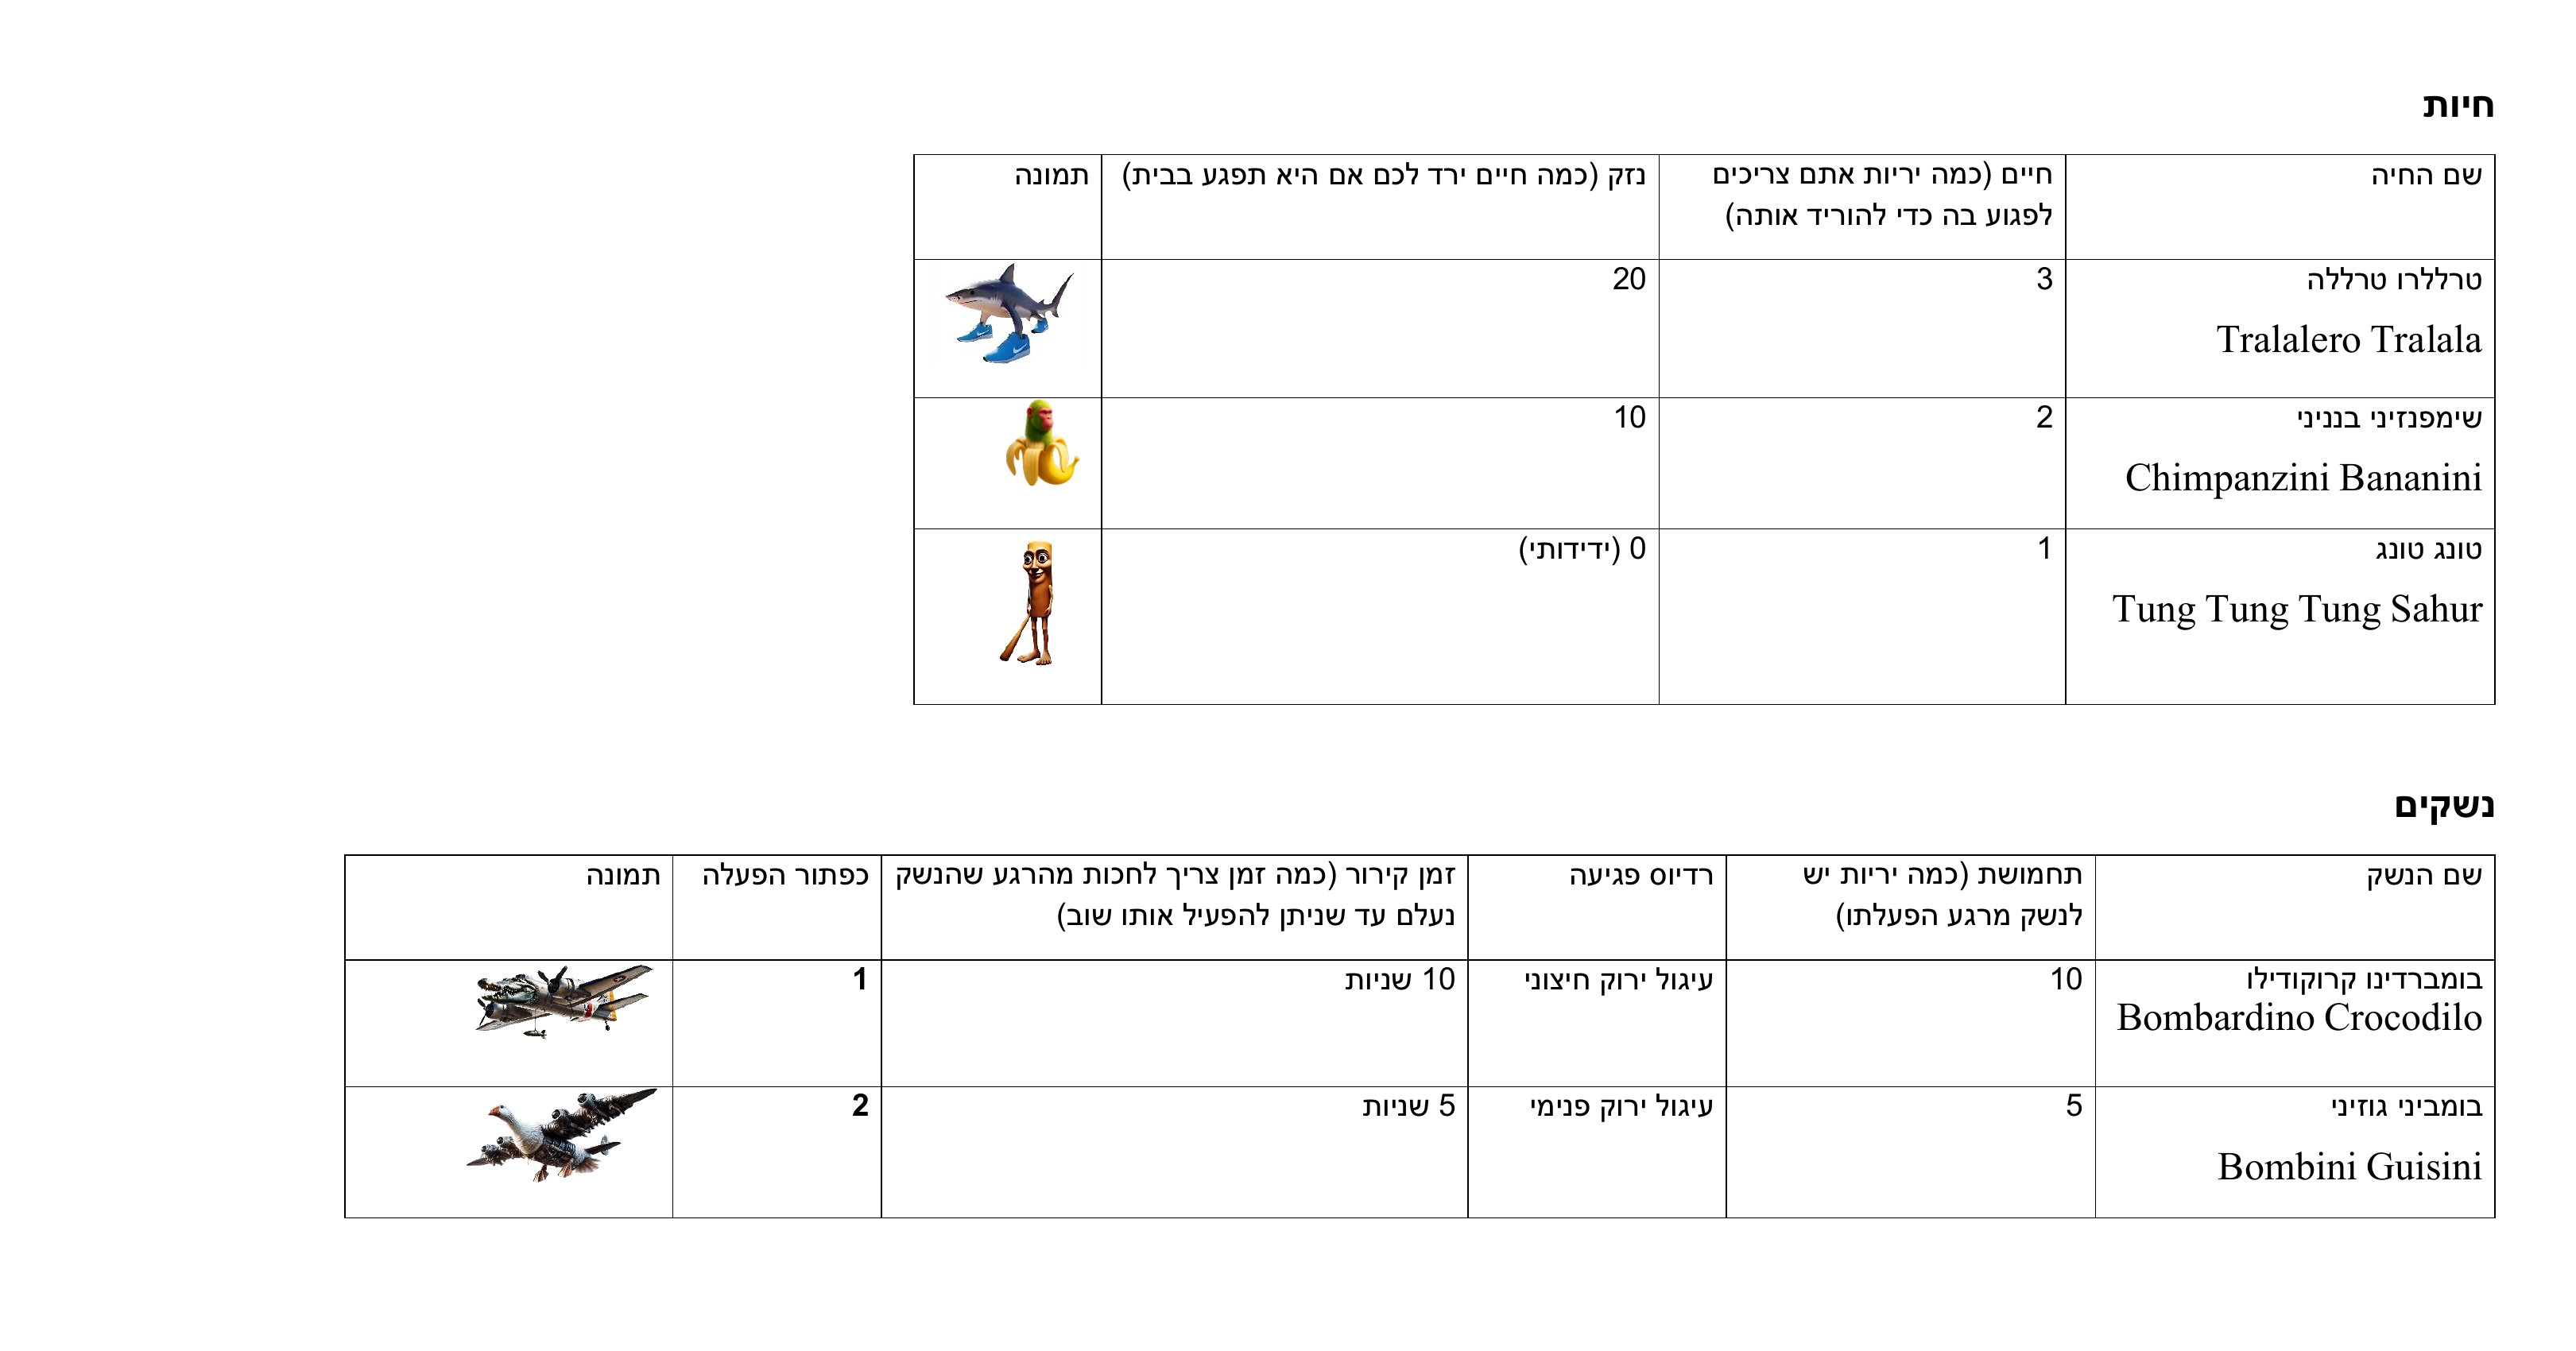 חיות
שם החיה
חיים (כמה יריות אתם צריכים
לפגוע בה כדי להוריד אותה)
נזק (כמה חיים ירד לכם אם היא תפגע בבית)
תמונה
טרללרו טרללה
Tralalero Tralala
3
20
שימפנזיני בנניני
Chimpanzini Bananini
2
10
טונג טונג
Tung Tung Tung Sahur
1
0 (ידידותי)
נשקים
שם הנשק
תחמושת (כמה יריות יש
לנשק מרגע הפעלתו)
רדיוס פגיעה
זמן קירור (כמה זמן צריך לחכות מהרגע שהנשק
נעלם עד שניתן להפעיל אותו שוב)
כפתור הפעלה
תמונה
בומברדינו קרוקודילו
Bombardino Crocodilo
10
עיגול ירוק חיצוני
10 שניות
1
בומביני גוזיני
Bombini Guisini
5
עיגול ירוק פנימי
5 שניות
2